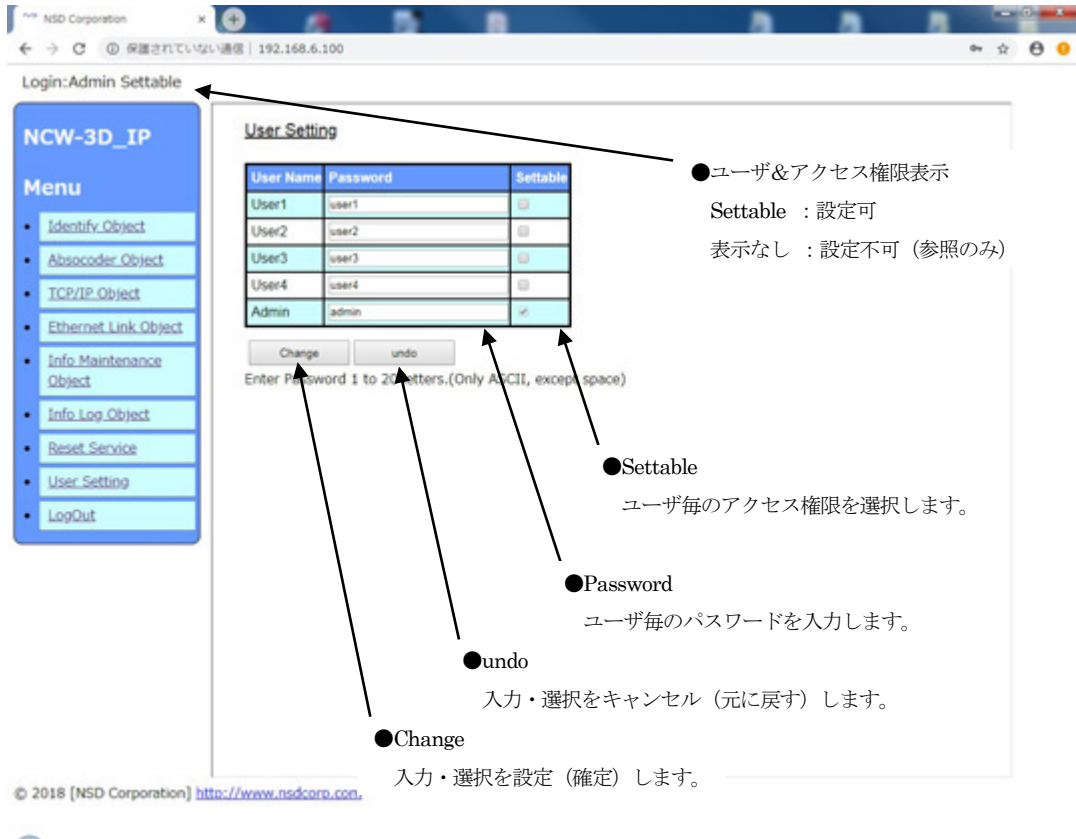 NSD Corporation
保護されていない通信 | 192.168.6.100
Login:Admin Settable
NCW-3D_IP
Menu
Identify Object
Absocoder Object
TCP/IP Object
Ethernet Link Object
Info Maintenance
Object
Info Log Object
Reset Service
User Setting
LogOut
User Setting
User Name Password Settable
User1 user1
User2 user2
User3 user3
User4 user4
Admin admin
Change undo
Enter Password 1 to 20 letters.(Only ASCII, except space)
●ユーザ&アクセス権限表示
Settable :設定可
表示なし :設定不可(参照のみ)
●Settable
ユーザ毎のアクセス権限を選択します。
●Password
ユーザ毎のパスワードを入力します。
●undo
入力・選択をキャンセル(元に戻す)します。
●Change
入力・選択を設定(確定)します。
© 2018 [NSD Corporation] http://www.nsdcorp.com.